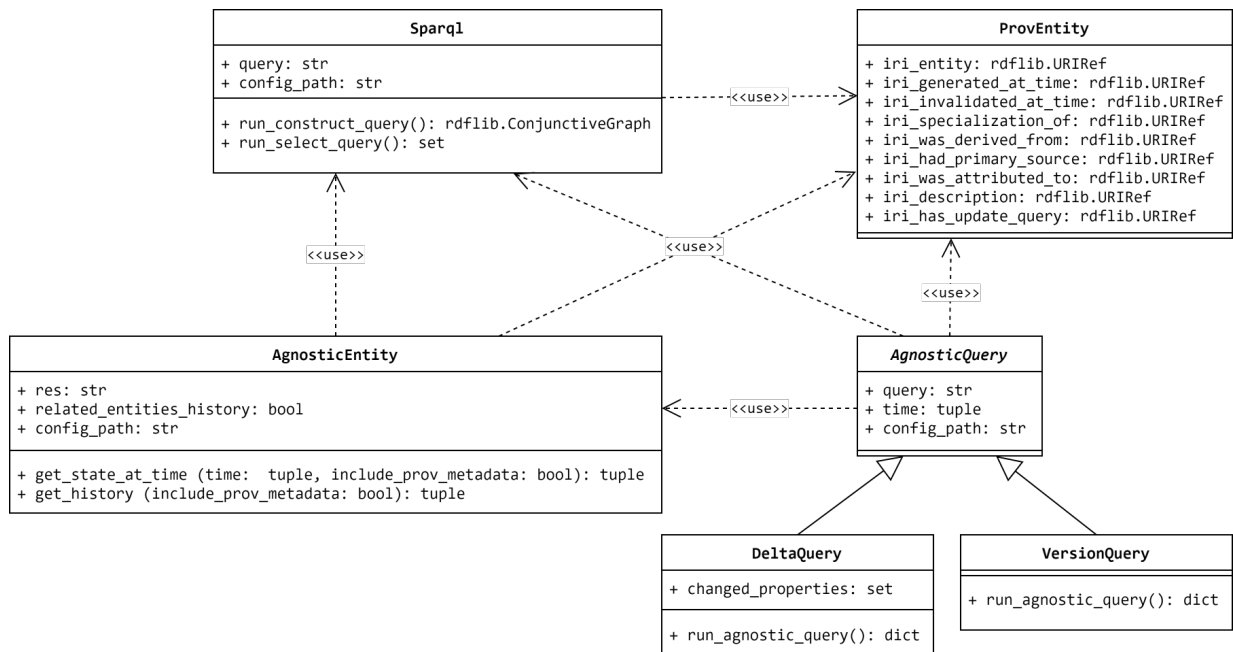 Sparql
+ query: str
+ config_path: str
+ run_construct_query(): rdflib.ConjunctiveGraph
+ run_select_query(): set
ProvEntity
+ iri_entity: rdflib.URIRef
+ iri_generated_at_time: rdflib.URIRef
+ iri_invalidated_at_time: rdflib.URIRef
+ iri_specialization_of: rdflib.URIRef
+ iri_was_derived_from: rdflib.URIRef
+ iri_had_primary_source: rdflib.URIRef
+ iri_was_attributed_to: rdflib.URIRef
+ iri_description: rdflib.URIRef
+ iri_has_update_query: rdflib.URIRef
<<use>>
<<use>>
<<use>>
<<use>>
AgnosticEntity
+ res: str
+ related_entities_history: bool
+ config_path: str
+ get_state_at_time (time:  tuple, include_prov_metadata: bool): tuple
+ get_history (include_prov_metadata: bool): tuple
<<use>>
AgnosticQuery
+ query: str
+ time: tuple
+ config_path: str
DeltaQuery
+ changed_properties: set
+ run_agnostic_query(): dict
VersionQuery
+ run_agnostic_query(): dict